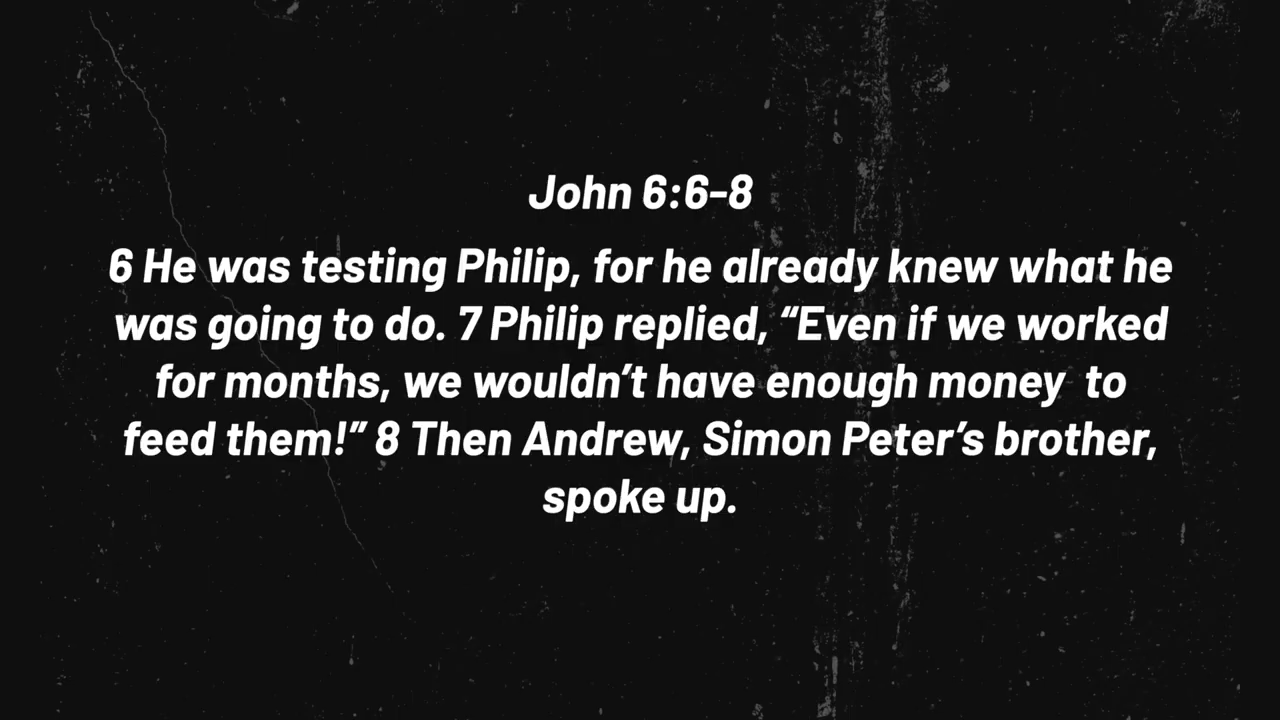 John 6:6-8
6 He was testing Philip, for he already knew what he
was going to do. 7 Philip replied, “Even if we worked
for months, we wouldn’t have enough money  to
feed them!” 8 Then Andrew, Simon Peter’s brother,
spoke up.